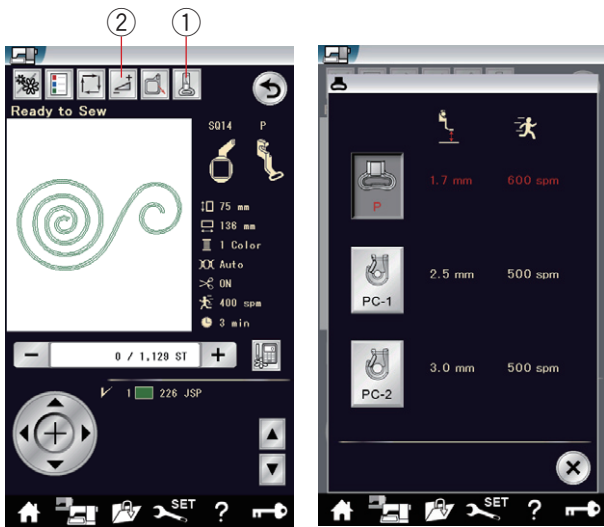 ② ①
Ready to Sew
SQ14 P
75 mm
136 mm
1 Color
Auto
ON
400 spm
3 min
0 / 1,129 ST
1 226 JSP
SET ?
P 1.7 mm 600 spm
PC-1 2.5 mm 500 spm
PC-2 3.0 mm 500 spm
SET ?